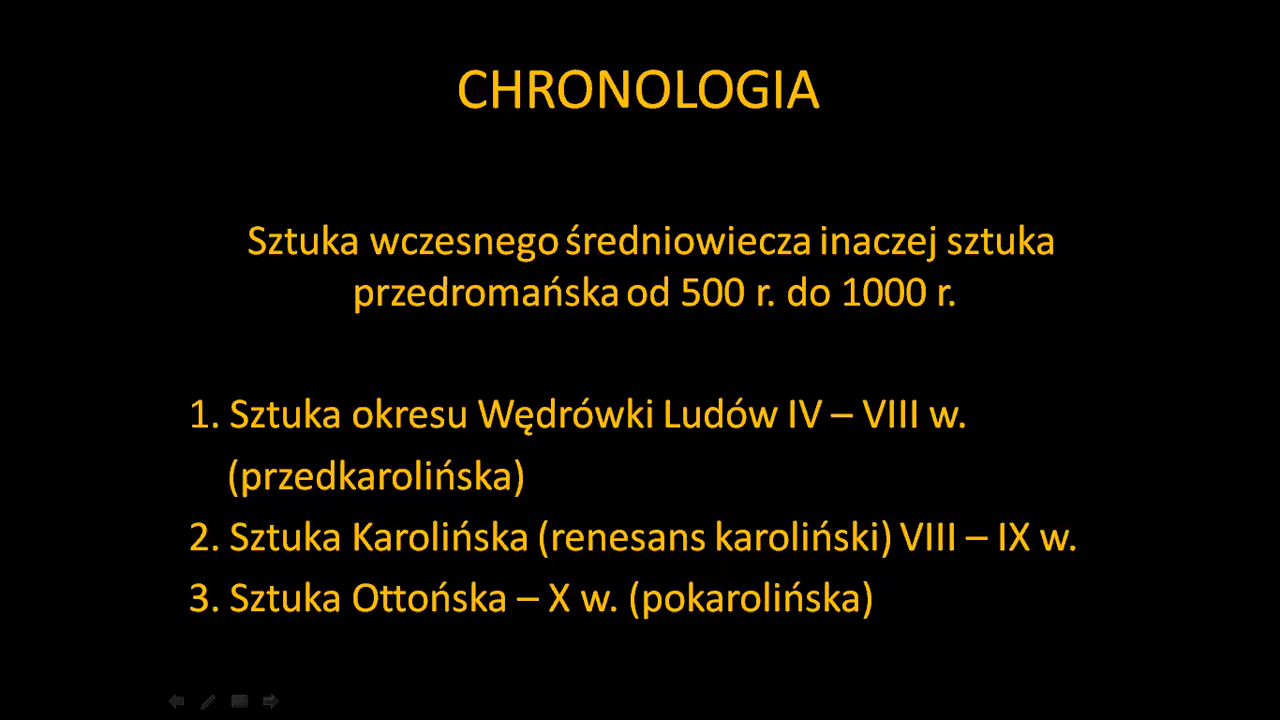 CHRONOLOGIA
Sztuka wczesnego średniowiecza inaczej sztuka
przedromańska od 500 r. do 1000 r.
1. Sztuka okresu Wędrówki Ludów IV – VIII w.
(przedkarolińska)
2. Sztuka Karolińska (renesans karoliński) VIII – IX w.
3. Sztuka Ottońska – X w. (pokarolińska)